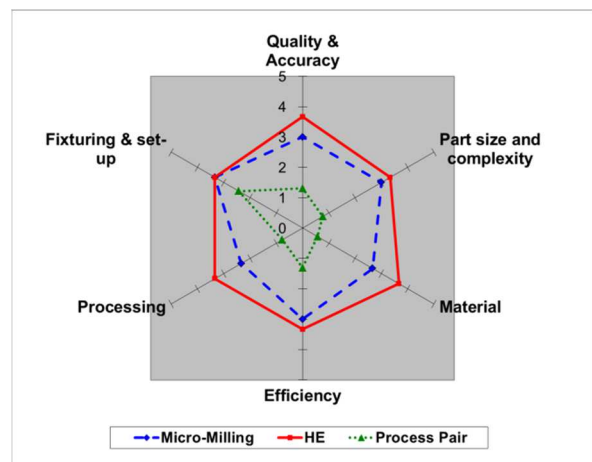 Quality &
Accuracy
5
4
3
2
1
0
Fixturing & set-
up
Part size and
complexity
Processing
Material
Efficiency
Micro-Milling HE Process Pair